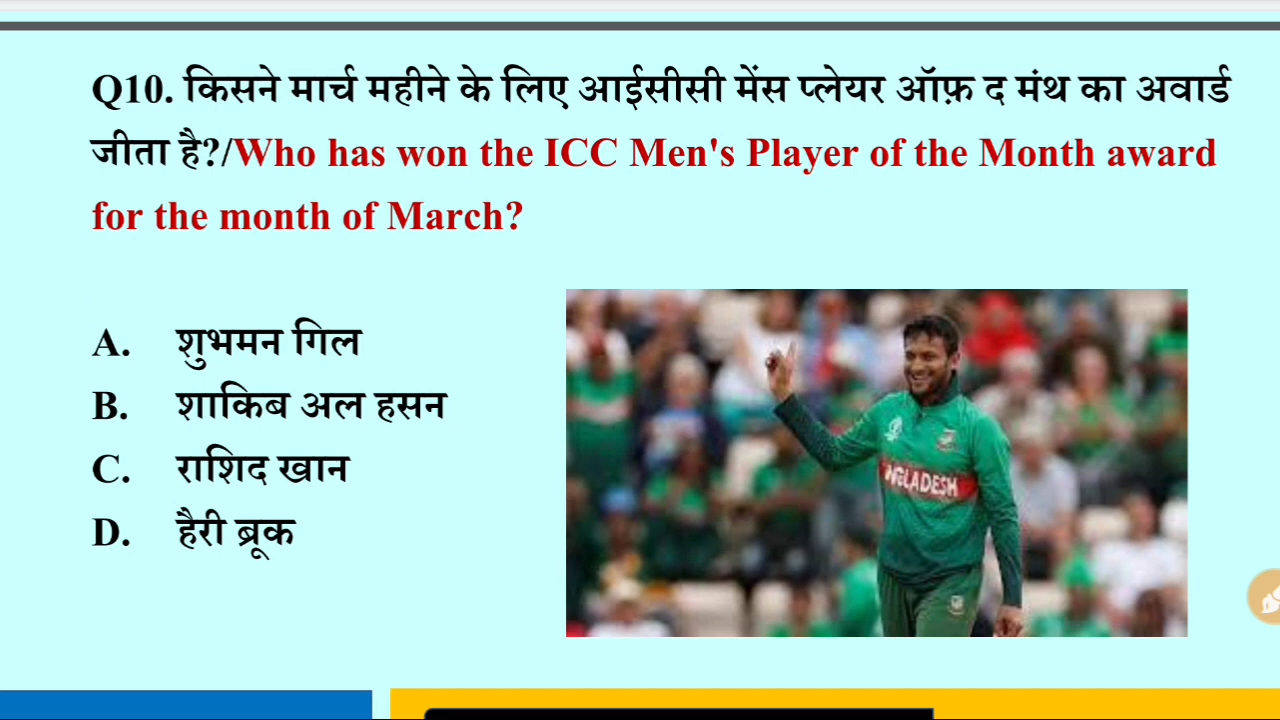 Q10. किसने मार्च महीने के लिए आईसीसी मेंस प्लेयर ऑफ़ द मंथ का अवार्ड
जीता है?/Who has won the ICC Men's Player of the Month award
for the month of March?
A. शुभमन गिल
B. शाकिब अल हसन
C. राशिद खान
D. हैरी ब्रूक
NGLADESH